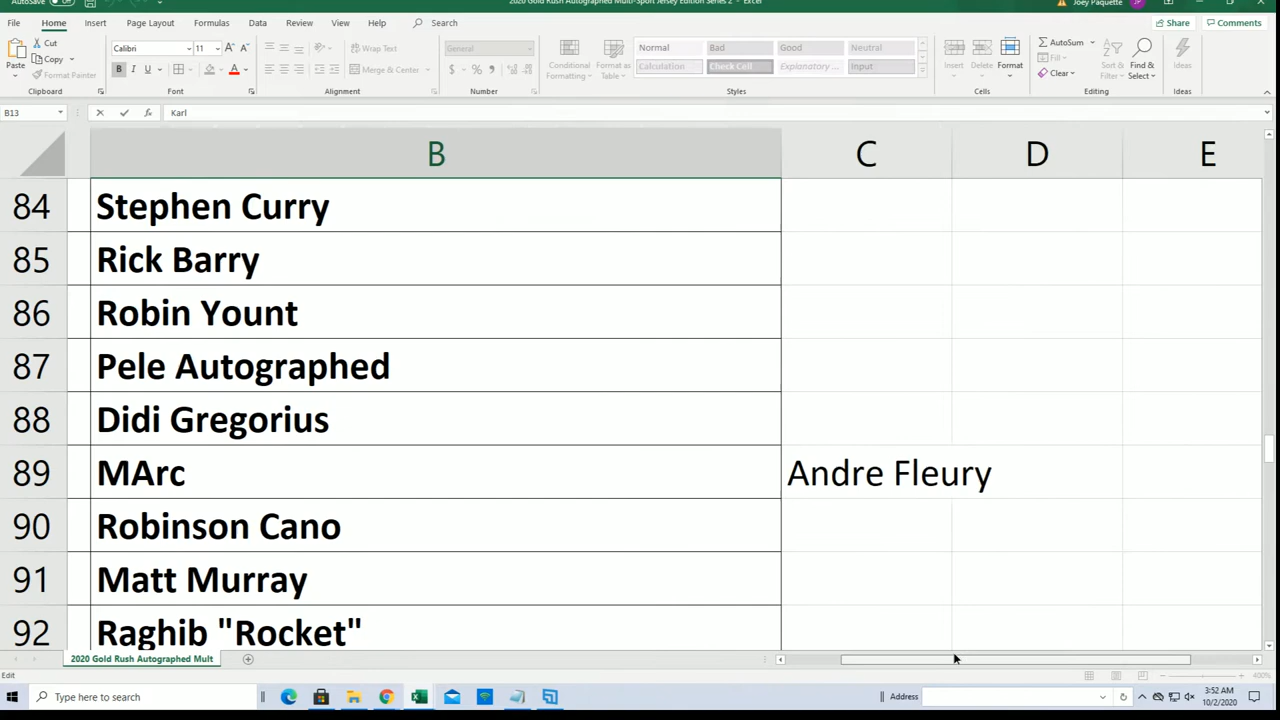 AutoSave Off 2020 Gold Rush Autographed Multi-Sport Jersey Edition Series 2 - Excel Joey Paquette JP
File Home Insert Page Layout Formulas Data Review View Help Search Share Comments
Cut Calibri 11 A^ A˅ Wrap Text General Normal Bad Good Neutral AutoSum
Copy Fill
Paste Format Painter B I U A Merge & Center $ % , Conditional Formatting Format as Table Calculation Check Cell Explanatory ... Input Insert Delete Format Clear Sort & Filter Find & Select Ideas
Clipboard Font Alignment Number Styles Cells Editing Ideas
B13 fx Karl
B C D E
84 Stephen Curry
85 Rick Barry
86 Robin Yount
87 Pele Autographed
88 Didi Gregorius
89 MArc Andre Fleury
90 Robinson Cano
91 Matt Murray
92 Raghib "Rocket"
2020 Gold Rush Autographed Mult
Edit 400%
Type here to search Address 3:52 AM
10/2/2020